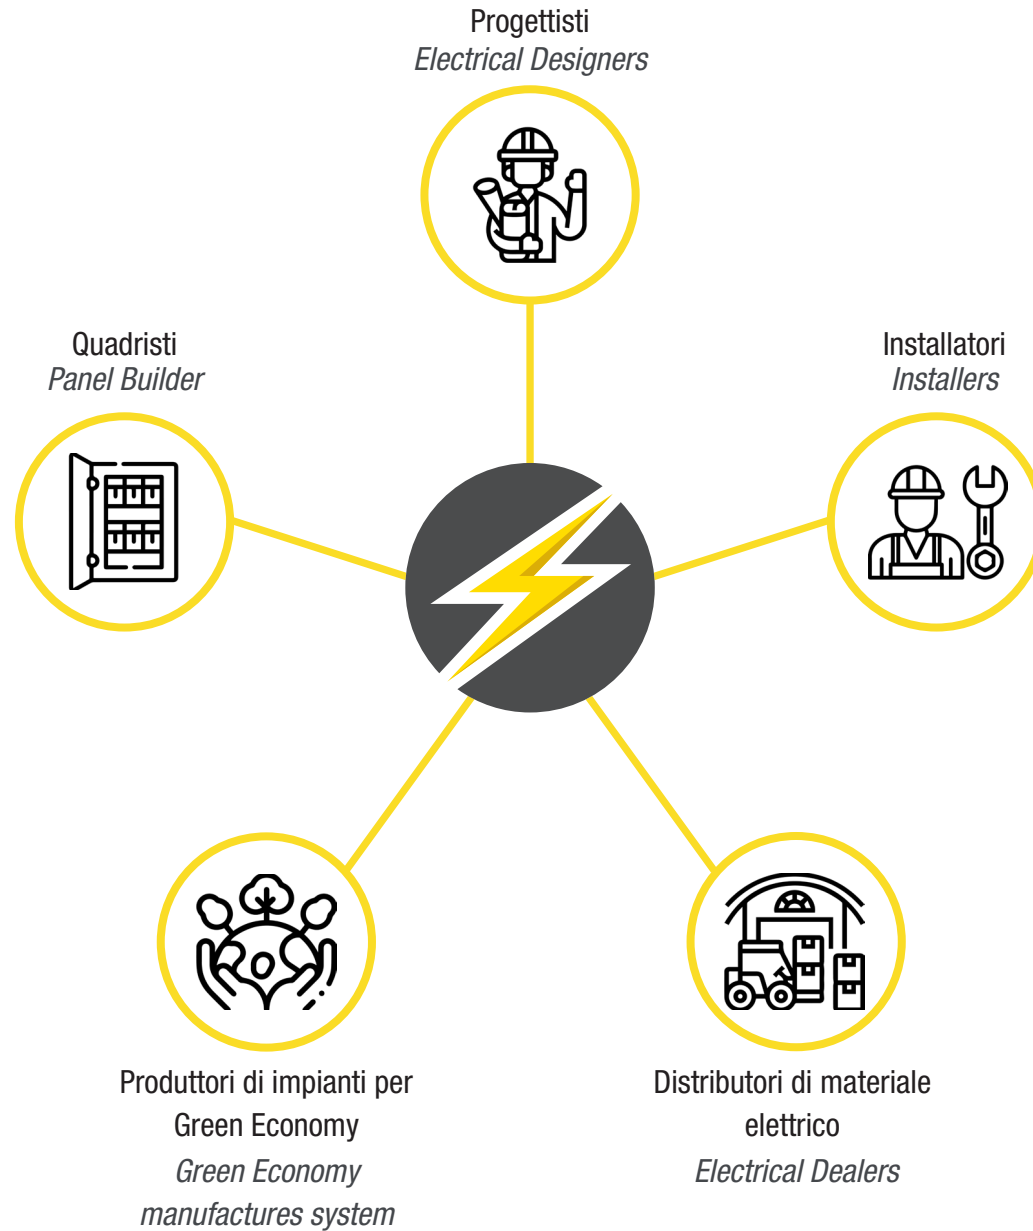 Progettisti
Electrical Designers
Quadristi
Panel Builder
Installatori
Installers
Produttori di impianti per
Green Economy
Green Economy
manufactures system
Distributori di materiale
elettrico
Electrical Dealers